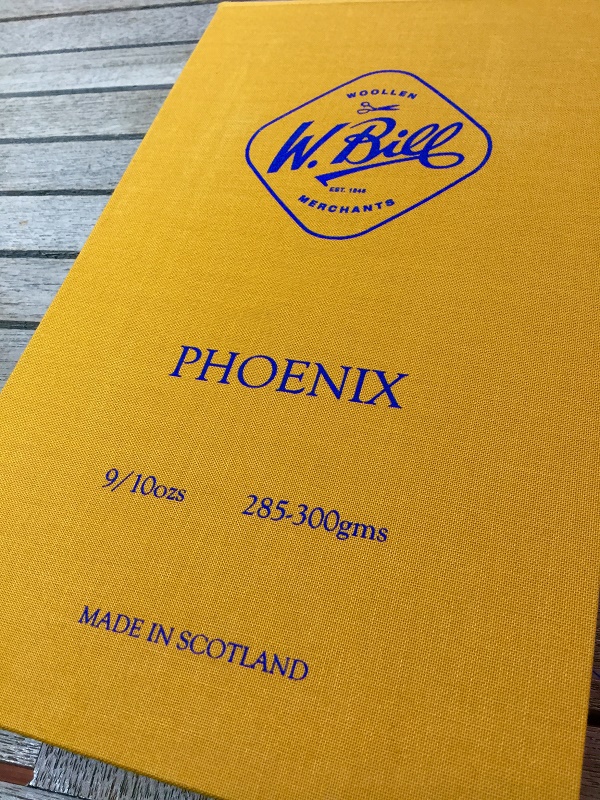 WOOLLEN
W. Bill
EST. 1846
MERCHANTS
PHOENIX
9/10ozs 285-300gms
MADE IN SCOTLAND